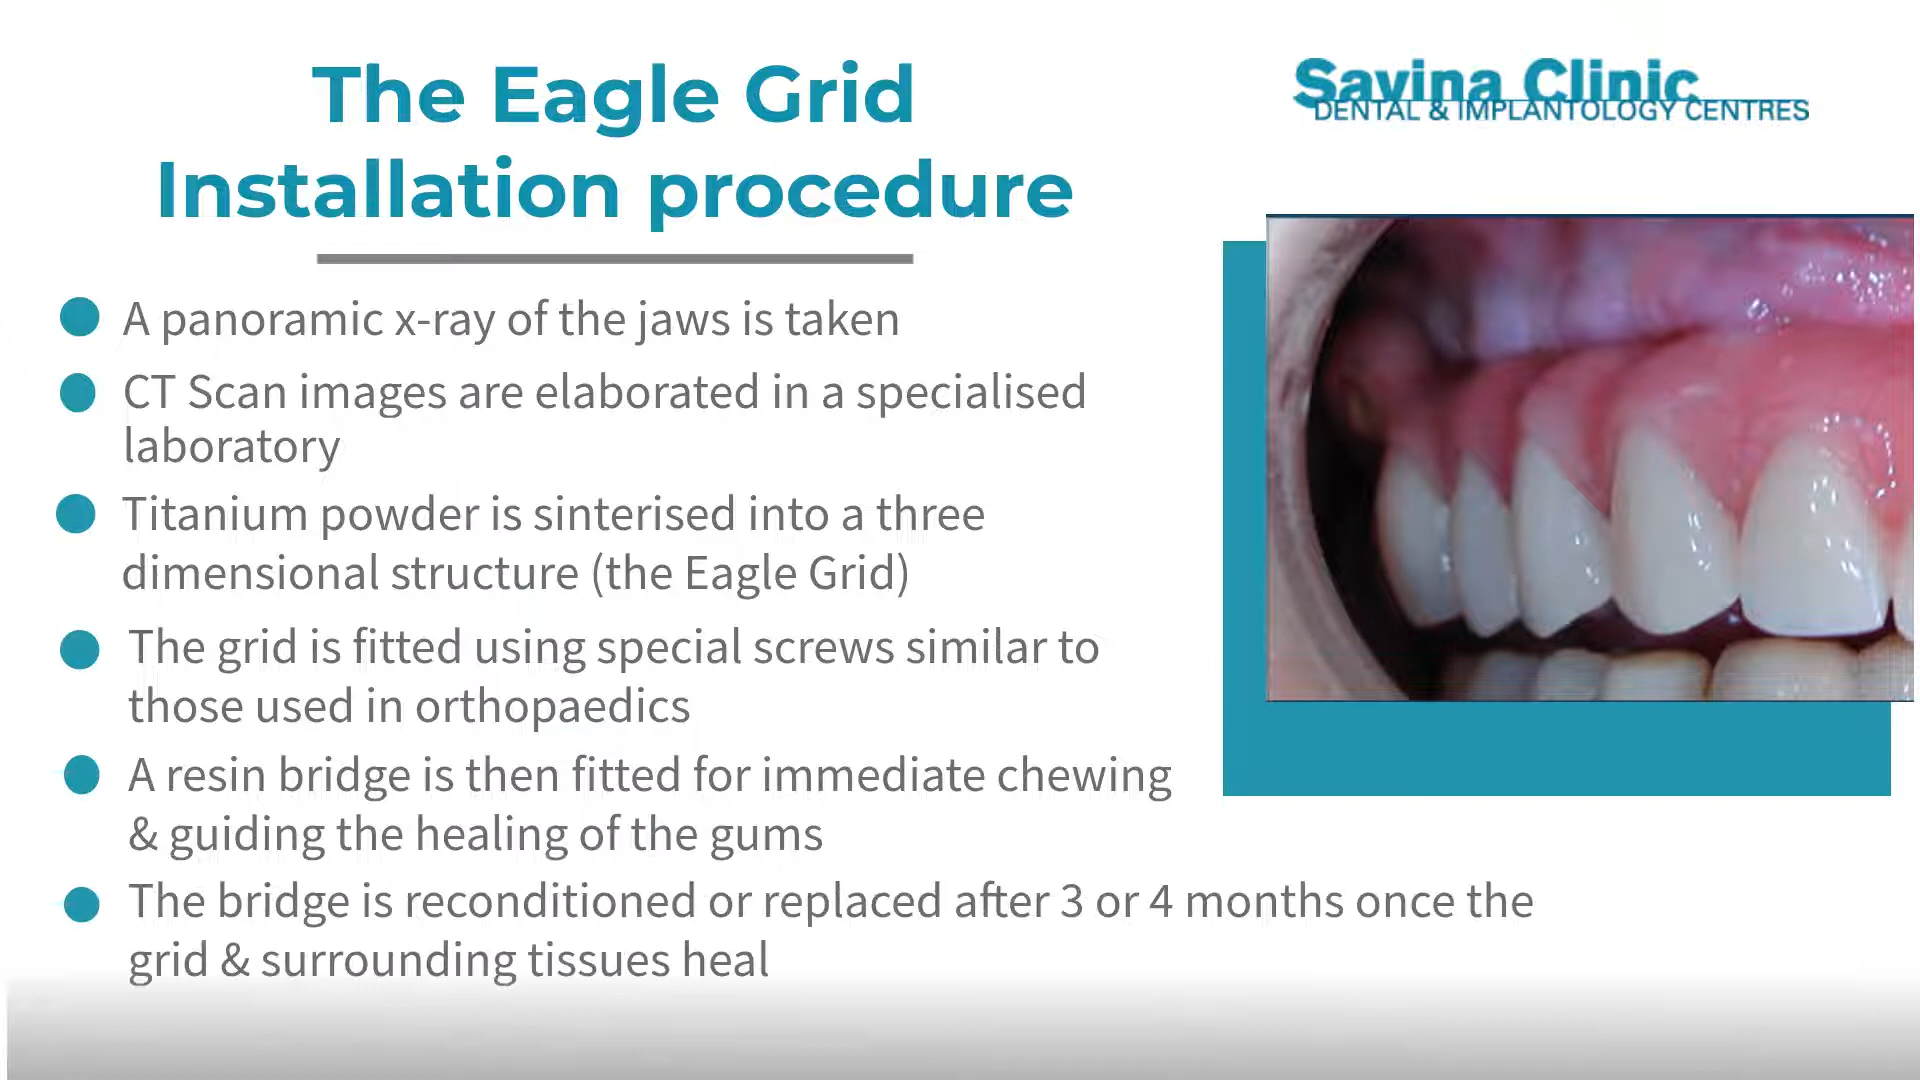 The Eagle Grid
Installation procedure
Savina Clinic
DENTAL & IMPLANTOLOGY CENTRES
A panoramic x-ray of the jaws is taken
CT Scan images are elaborated in a specialised
laboratory
Titanium powder is sinterised into a three
dimensional structure (the Eagle Grid)
The grid is fitted using special screws similar to
those used in orthopaedics
A resin bridge is then fitted for immediate chewing
& guiding the healing of the gums
The bridge is reconditioned or replaced after 3 or 4 months once the
grid & surrounding tissues heal